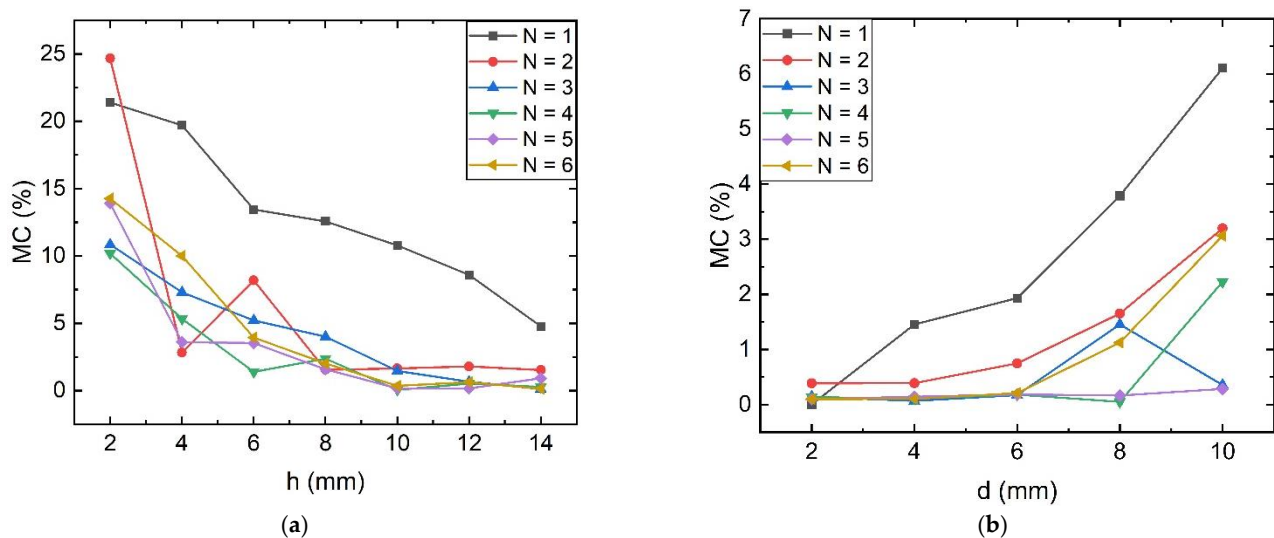 N = 1
N = 2
N = 3
N = 4
N = 5
N = 6
25
20
15
10
5
0
MC (%)
2 4 6 8 10 12 14
h (mm)
(a)
N = 1
N = 2
N = 3
N = 4
N = 5
N = 6
7
6
5
4
3
2
1
0
MC (%)
2 4 6 8 10
d (mm)
(b)